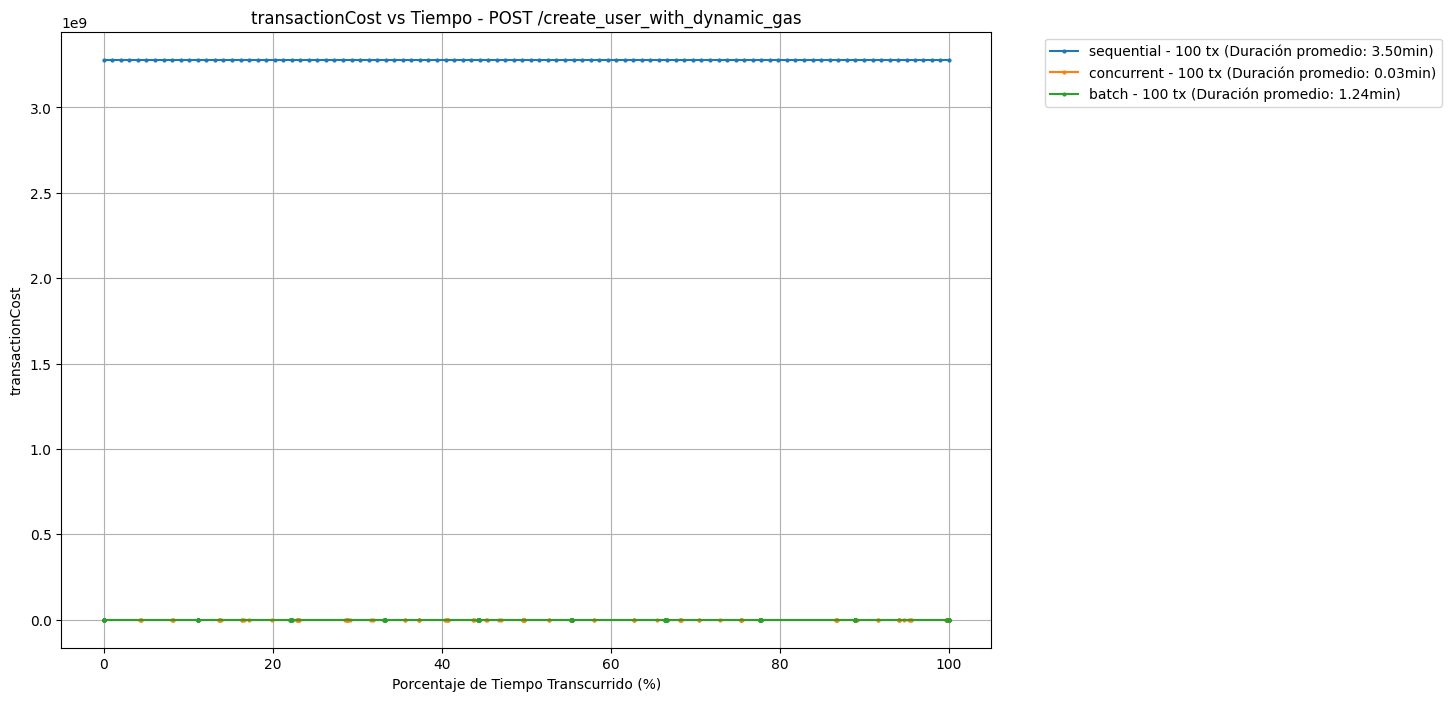 transactionCost vs Tiempo - POST /create_user_with_dynamic_gas
1e9
sequential - 100 tx (Duración promedio: 3.50min)
concurrent - 100 tx (Duración promedio: 0.03min)
batch - 100 tx (Duración promedio: 1.24min)
3.0
2.5
2.0
1.5
1.0
0.5
0.0
transactionCost
0 20 40 60 80 100
Porcentaje de Tiempo Transcurrido (%)